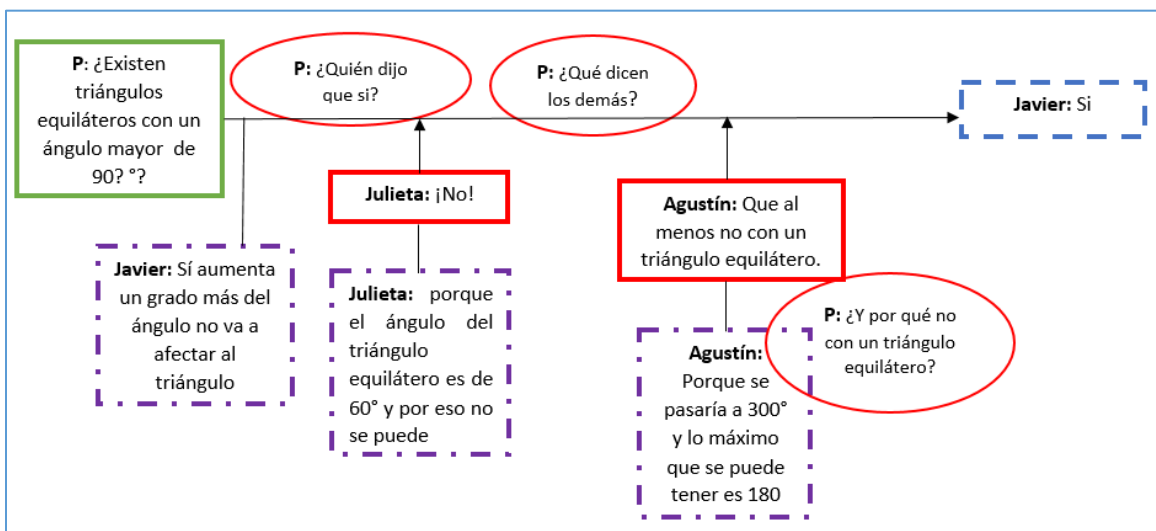 P: ¿Existen
triángulos
equiláteros con un
ángulo mayor de
90? °?
P: ¿Quién dijo
que si?
P: ¿Qué dicen
los demás?
Javier: Si
Julieta: ¡No!
Agustín: Que al
menos no con un
triángulo equilátero.
Javier: Sí aumenta
un grado más del
ángulo no va a
afectar al
triángulo
Julieta: porque
el ángulo del
triángulo
equilátero es de
60° y por eso no
se puede
P: ¿Y por qué no
con un triángulo
equilátero?
Agustín:
Porque se
pasaría a 300°
y lo máximo
que se puede
tener es 180